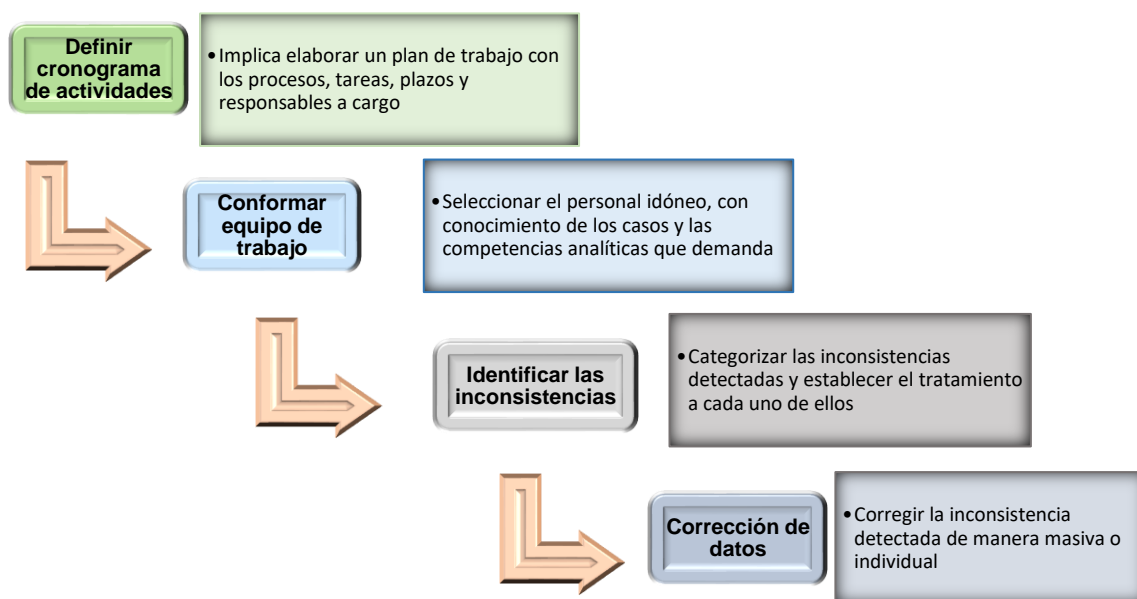 Definir
cronograma
de actividades
•Implica elaborar un plan de trabajo con
los procesos, tareas, plazos y
responsables a cargo
Conformar
equipo de
trabajo
•Seleccionar el personal idóneo, con
conocimiento de los casos y las
competencias analíticas que demanda
Identificar las
inconsistencias
•Categorizar las inconsistencias
detectadas y establecer el tratamiento
a cada uno de ellos
Corrección de
datos
•Corregir la inconsistencia
detectada de manera masiva o
individual